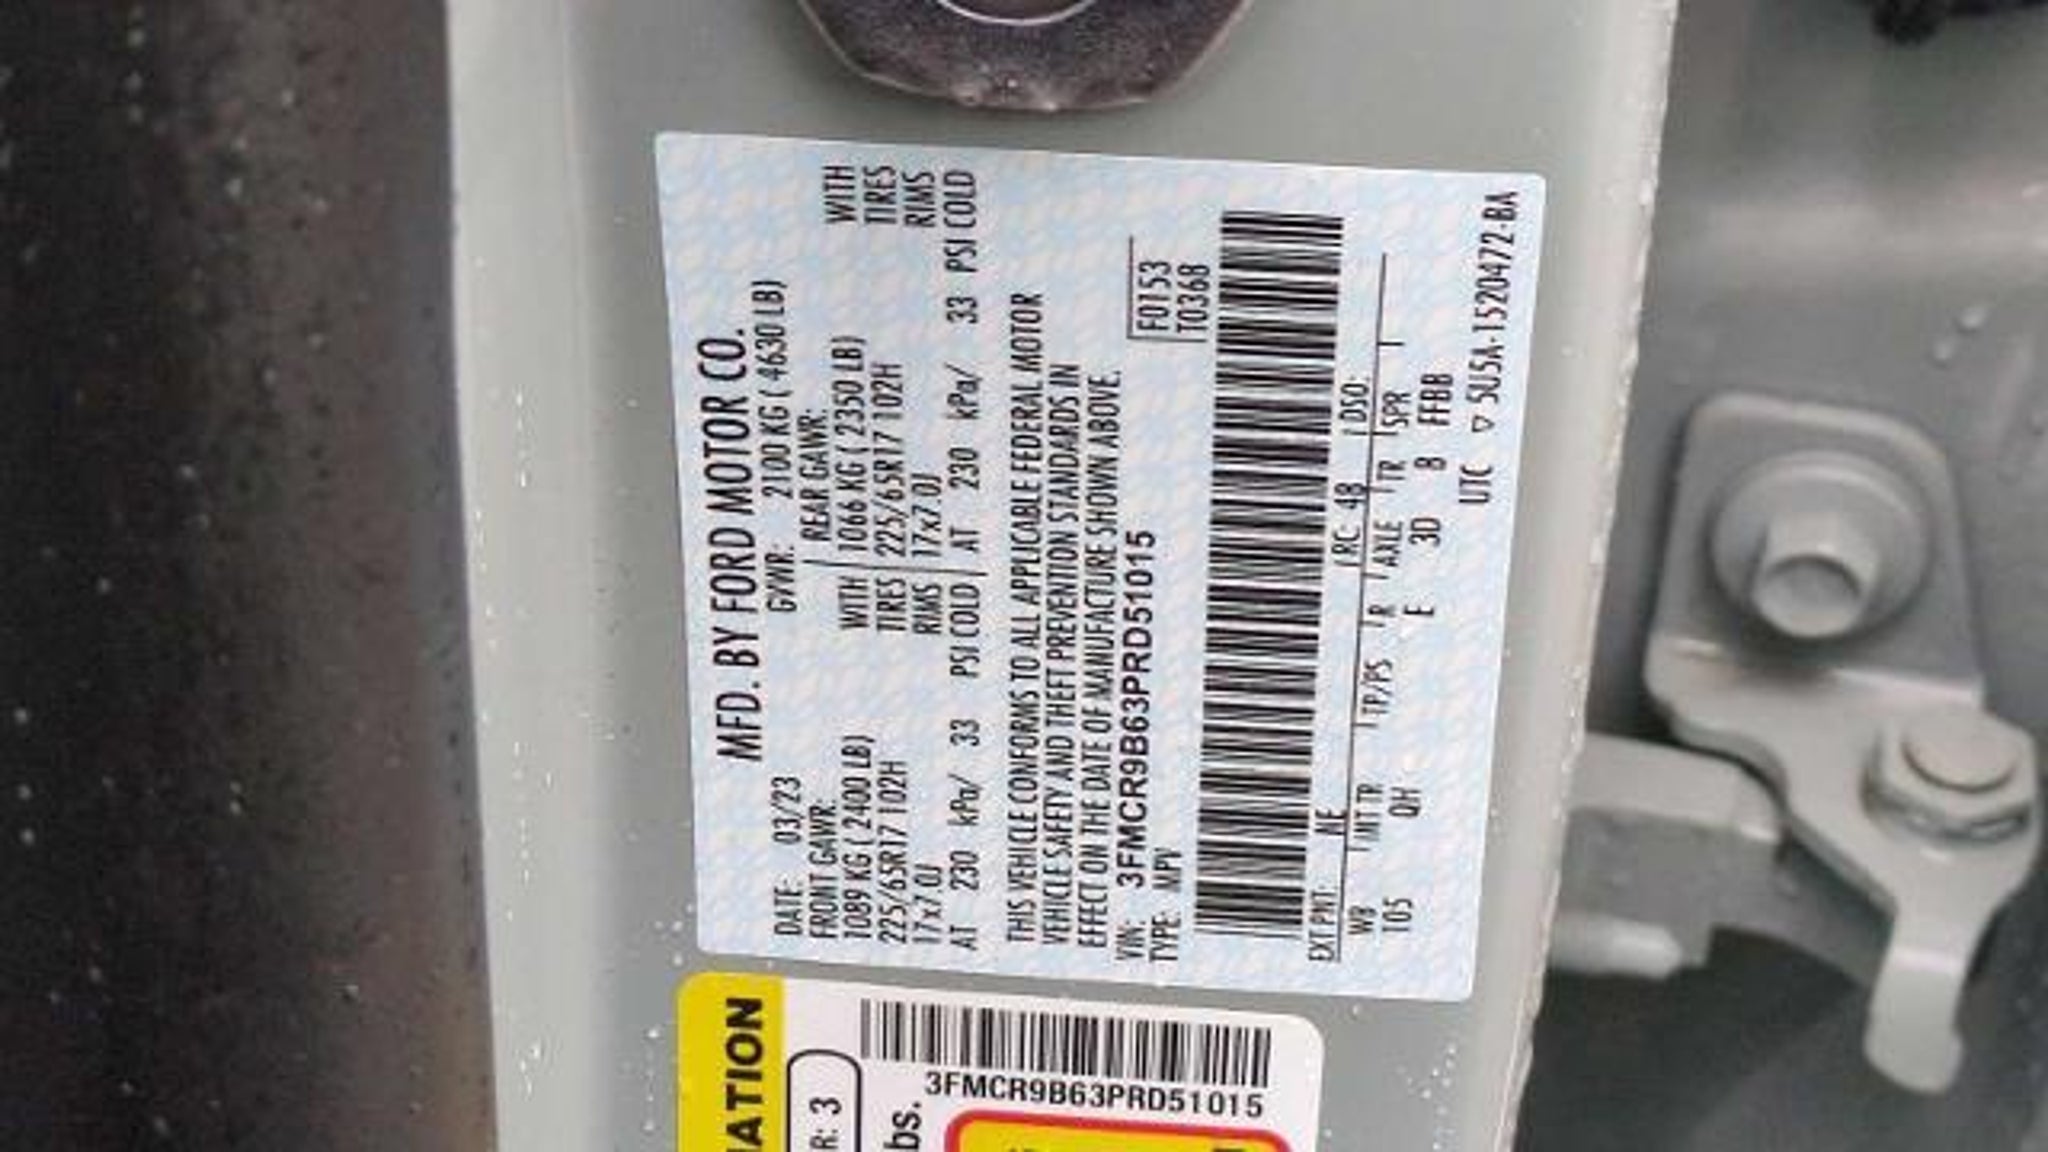 MFD. BY FORD MOTOR CO.
DATE: 03/23 GVWR: 2100 KG ( 4630 LB)
FRONT GAWR: REAR GAWR:
1089 KG ( 2400 LB) WITH 1066 KG ( 2350 LB) WITH
225/65R17 102H TIRES 225/65R17 102H TIRES
17x7.0J RIMS 17x7.0J RIMS
AT 230 kPa/ 33 PSI COLD AT 230 kPa/ 33 PSI COLD
THIS VEHICLE CONFORMS TO ALL APPLICABLE FEDERAL MOTOR
VEHICLE SAFETY AND THEFT PREVENTION STANDARDS IN
EFFECT ON THE DATE OF MANUFACTURE SHOWN ABOVE.
VIN: 3FMCR9B63PRD51015 F0153
TYPE: MPV T0368
EXT PNT: NE RC: 48 DSO:
WB INT TR TP/PS R AXLE TR SPR
105 QH E 3D 8 FFBB
UTC ▽ 5U5A-1520472-BA
MATION
R: 3
bs.
3FMCR9B63PRD51015